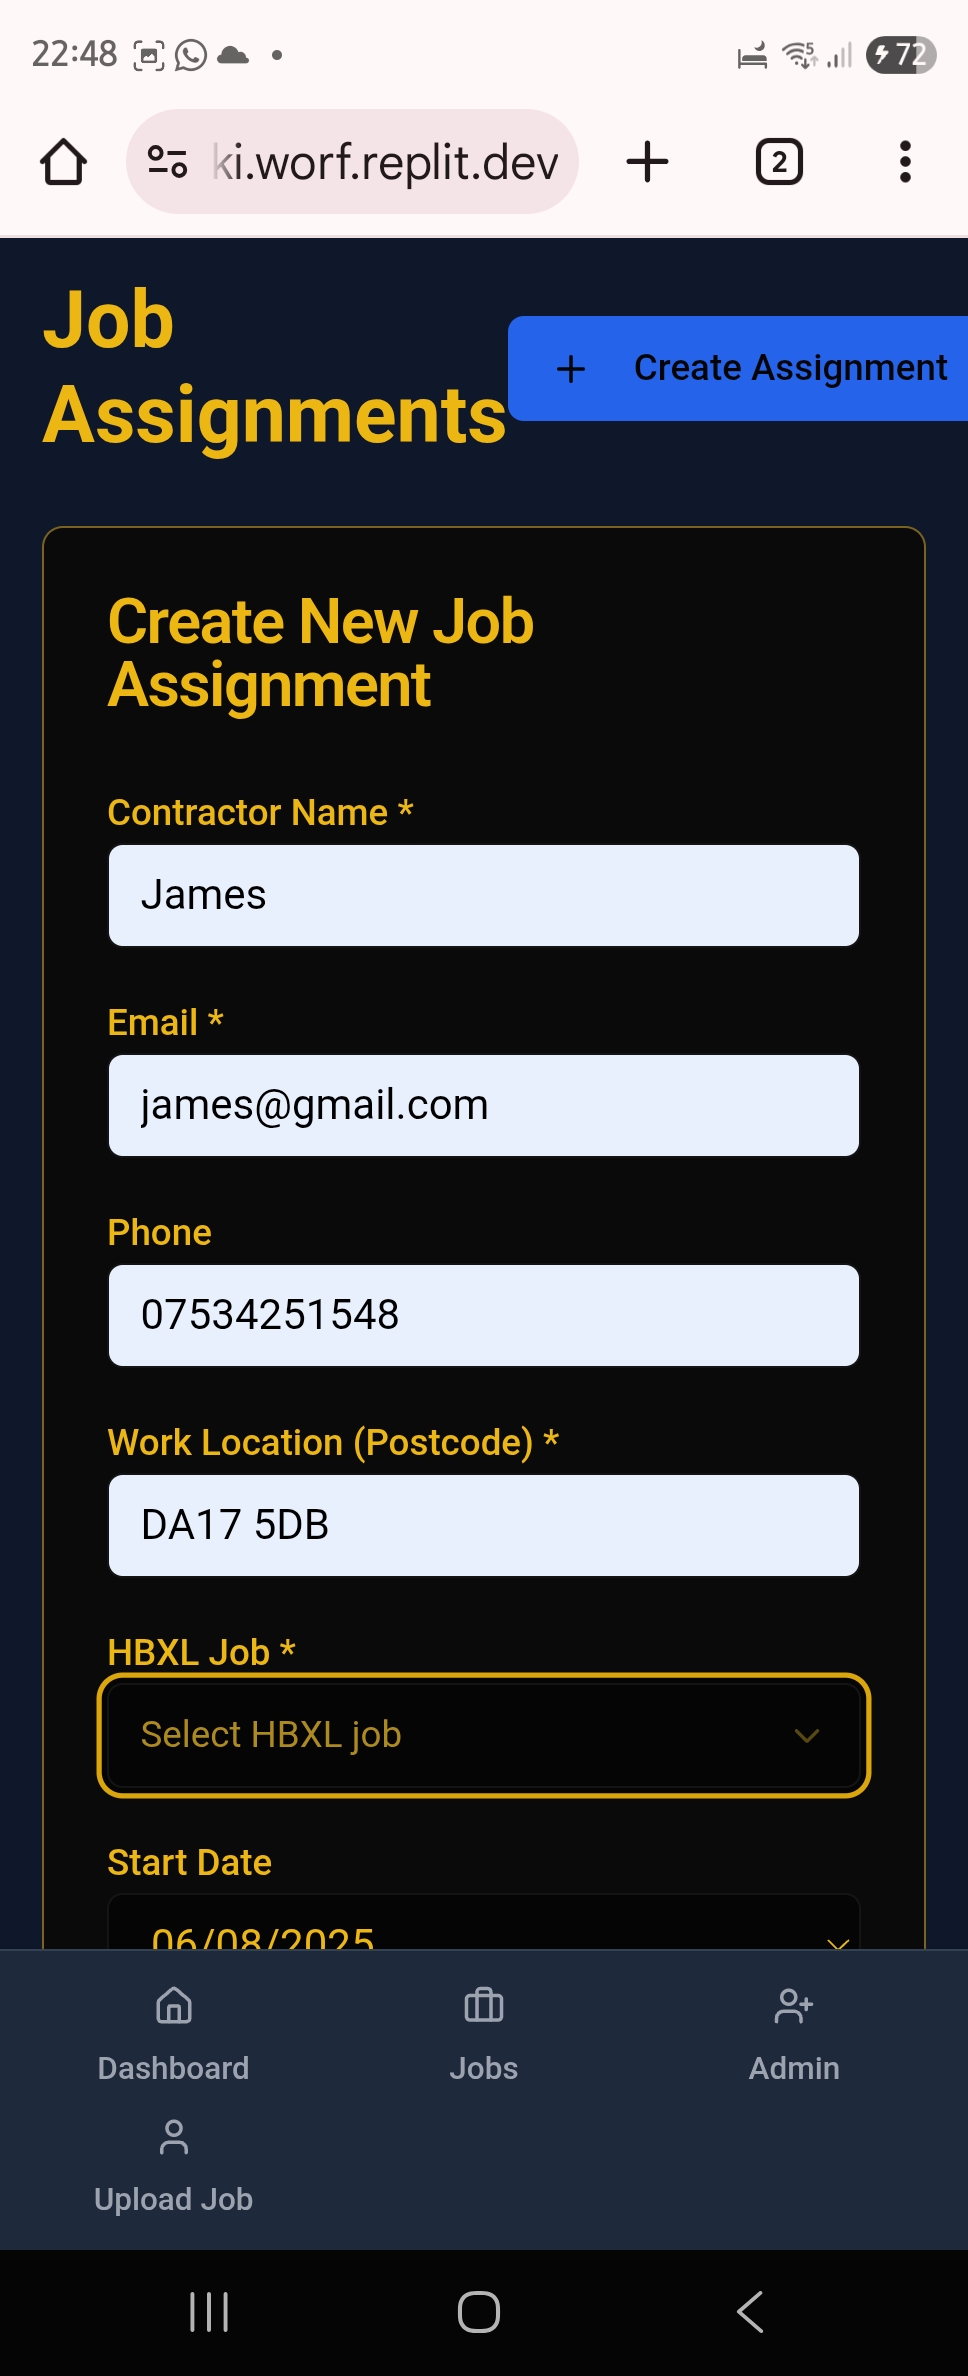 22:48
5
72
ki.worf.replit.dev
2
Job
Assignments
Create Assignment
Create New Job
Assignment
Contractor Name *
James
Email *
james@gmail.com
Phone
07534251548
Work Location (Postcode) *
DA17 5DB
HBXL Job *
Select HBXL job
Start Date
06/08/2025
Dashboard
Jobs
Admin
Upload Job